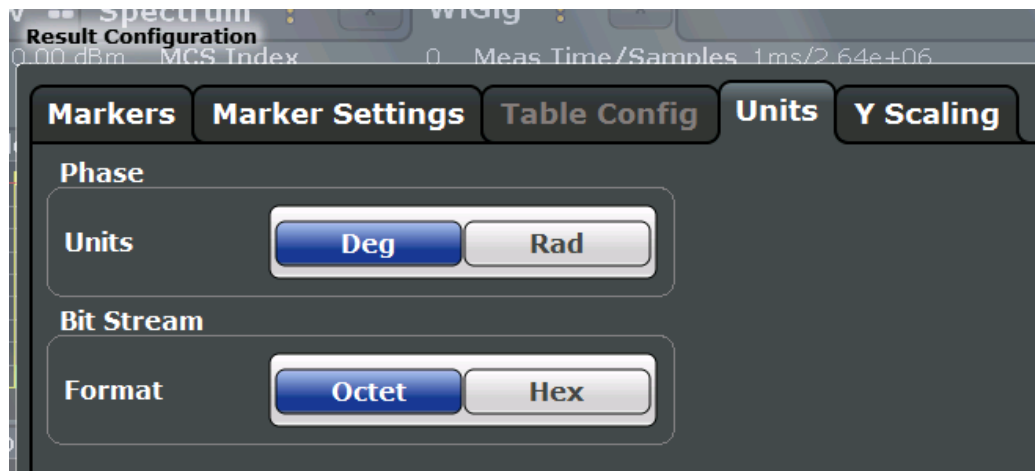 Spectrum
WiGig
Result Configuration
0.00 dBm MCS Index 0 Meas Time/Samples 1ms/2.64e+06
Markers Marker Settings Table Config Units Y Scaling
Phase
Units Deg Rad
Bit Stream
Format Octet Hex